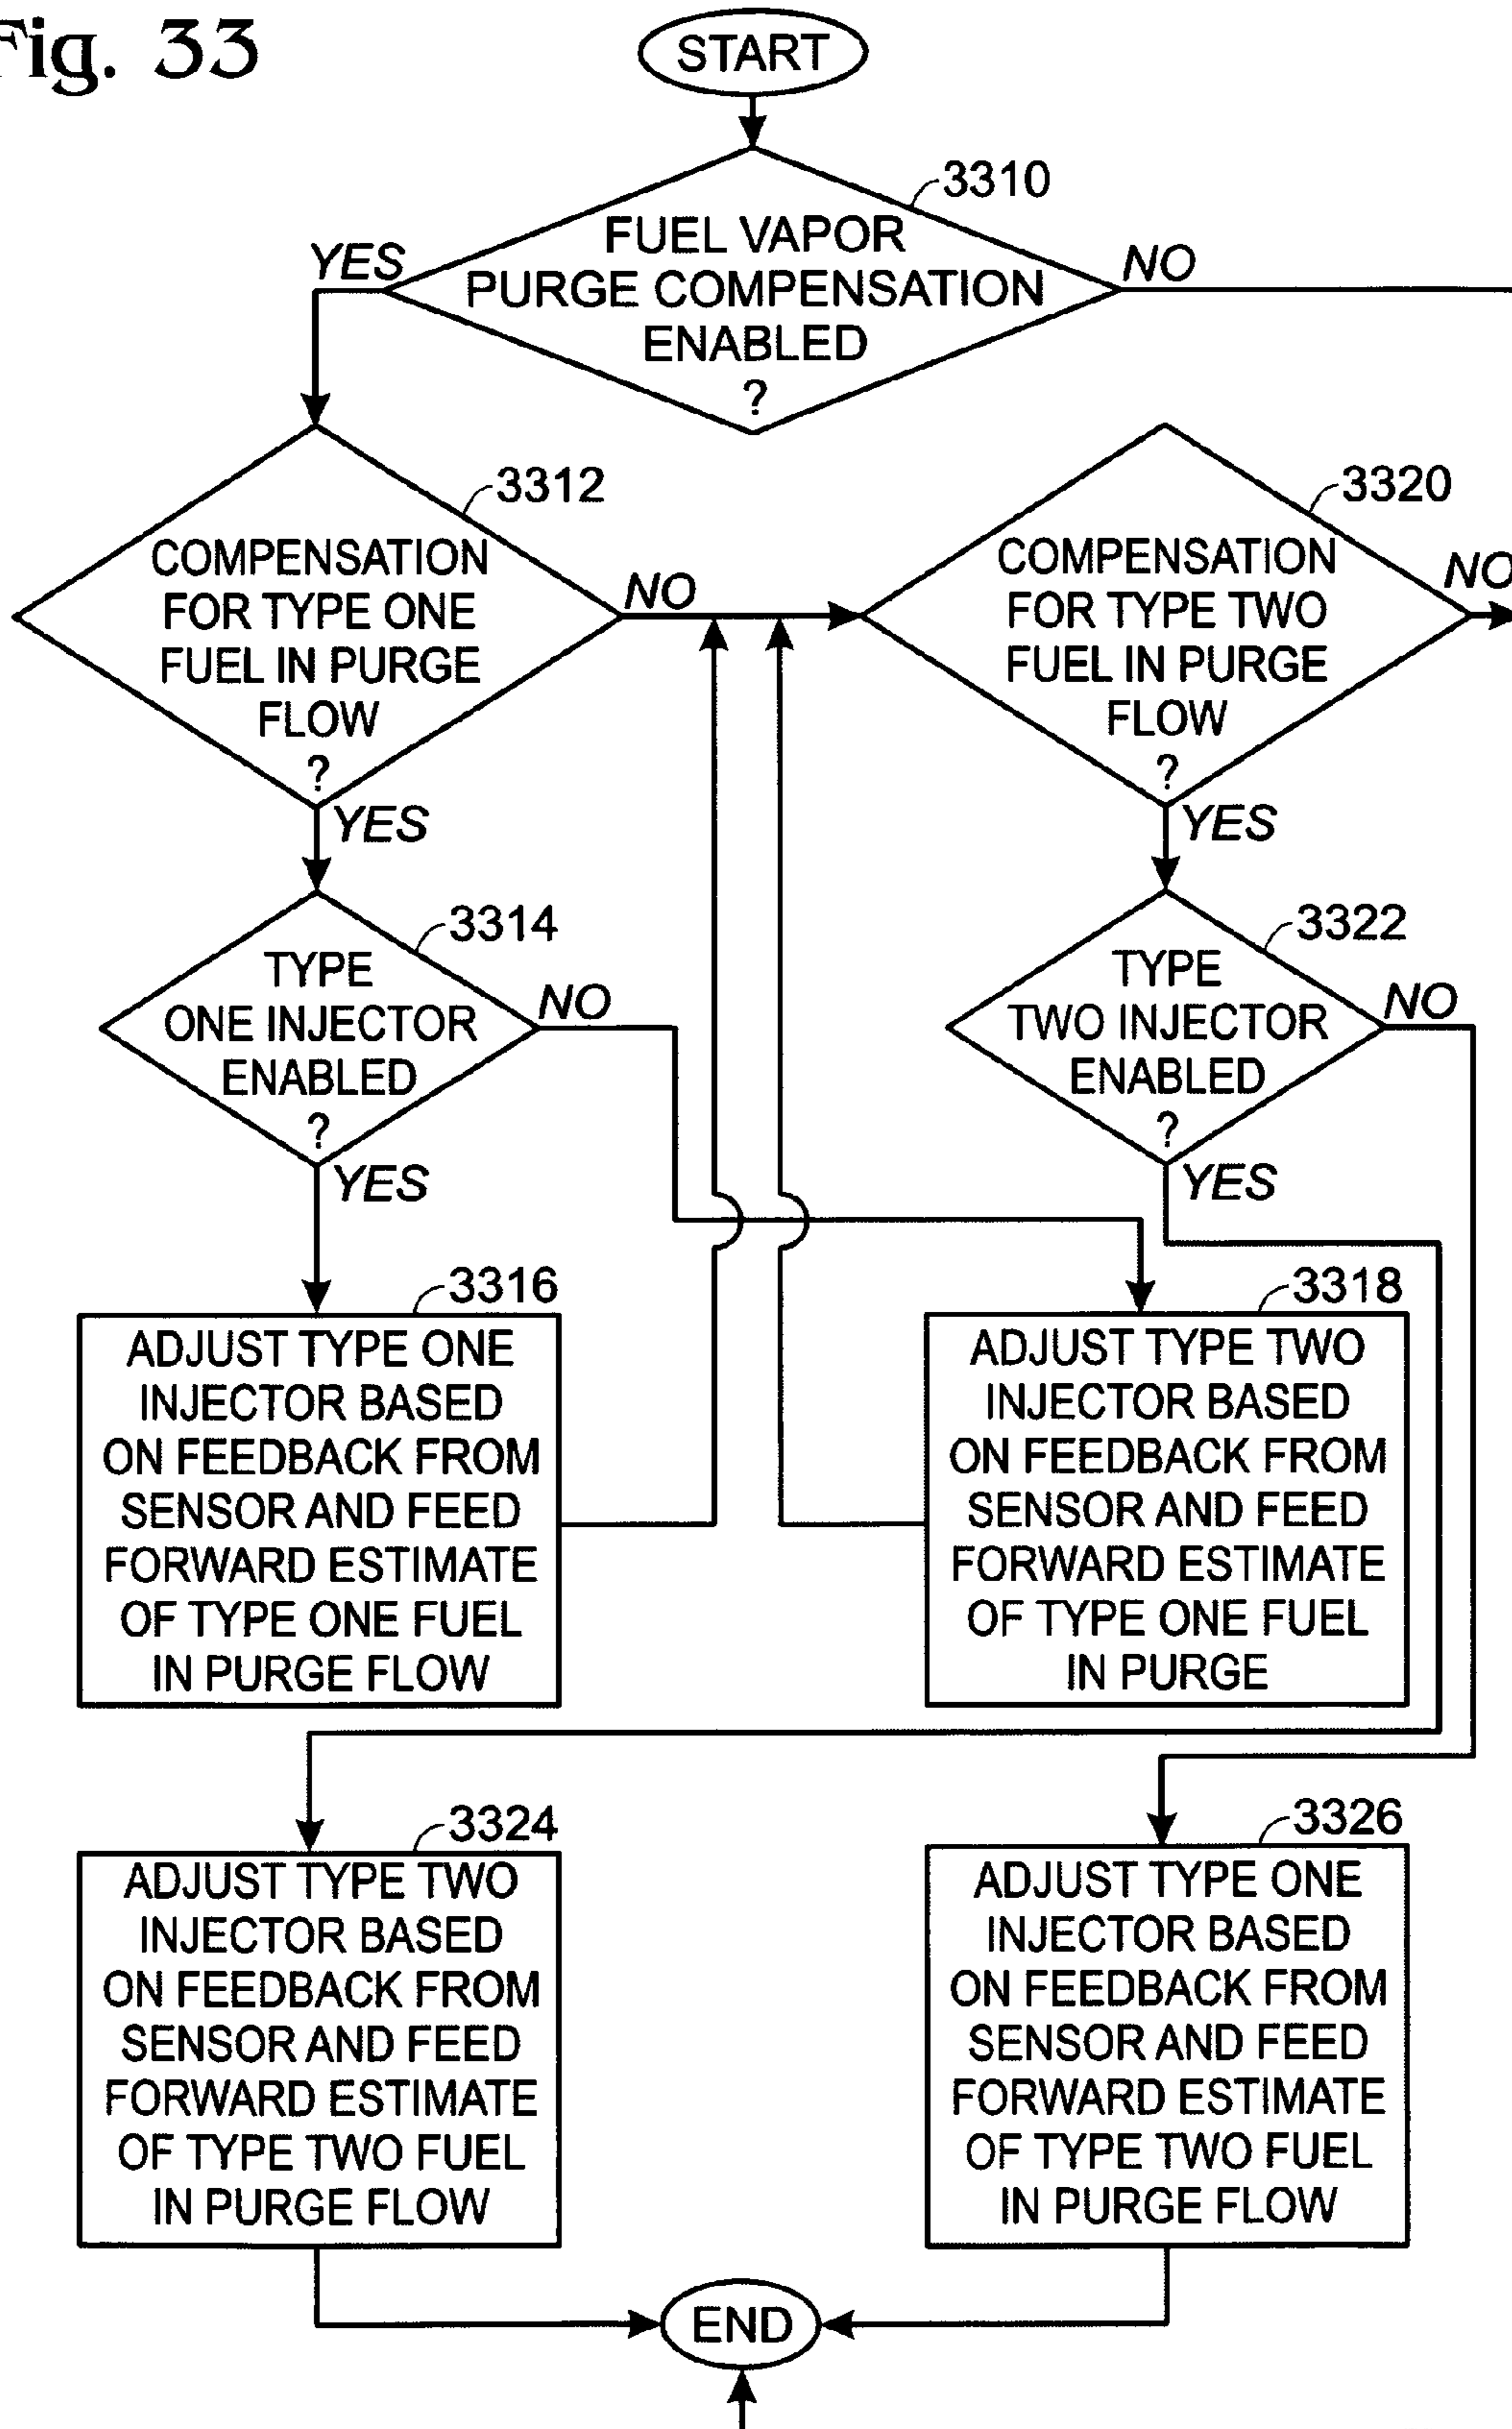 Fig. 33
START
3310
FUEL VAPOR
PURGE COMPENSATION
ENABLED
?
YES
NO
3312
COMPENSATION
FOR TYPE ONE
FUEL IN PURGE
FLOW
?
NO
YES
3320
COMPENSATION
FOR TYPE TWO
FUEL IN PURGE
FLOW
?
NO
YES
3314
TYPE
ONE INJECTOR
ENABLED
?
NO
YES
3322
TYPE
TWO INJECTOR
ENABLED
?
NO
YES
3316
ADJUST TYPE ONE
INJECTOR BASED
ON FEEDBACK FROM
SENSOR AND FEED
FORWARD ESTIMATE
OF TYPE ONE FUEL
IN PURGE FLOW
3318
ADJUST TYPE TWO
INJECTOR BASED
ON FEEDBACK FROM
SENSOR AND FEED
FORWARD ESTIMATE
OF TYPE ONE FUEL
IN PURGE
3324
ADJUST TYPE TWO
INJECTOR BASED
ON FEEDBACK FROM
SENSOR AND FEED
FORWARD ESTIMATE
OF TYPE TWO FUEL
IN PURGE FLOW
3326
ADJUST TYPE ONE
INJECTOR BASED
ON FEEDBACK FROM
SENSOR AND FEED
FORWARD ESTIMATE
OF TYPE TWO FUEL
IN PURGE FLOW
END